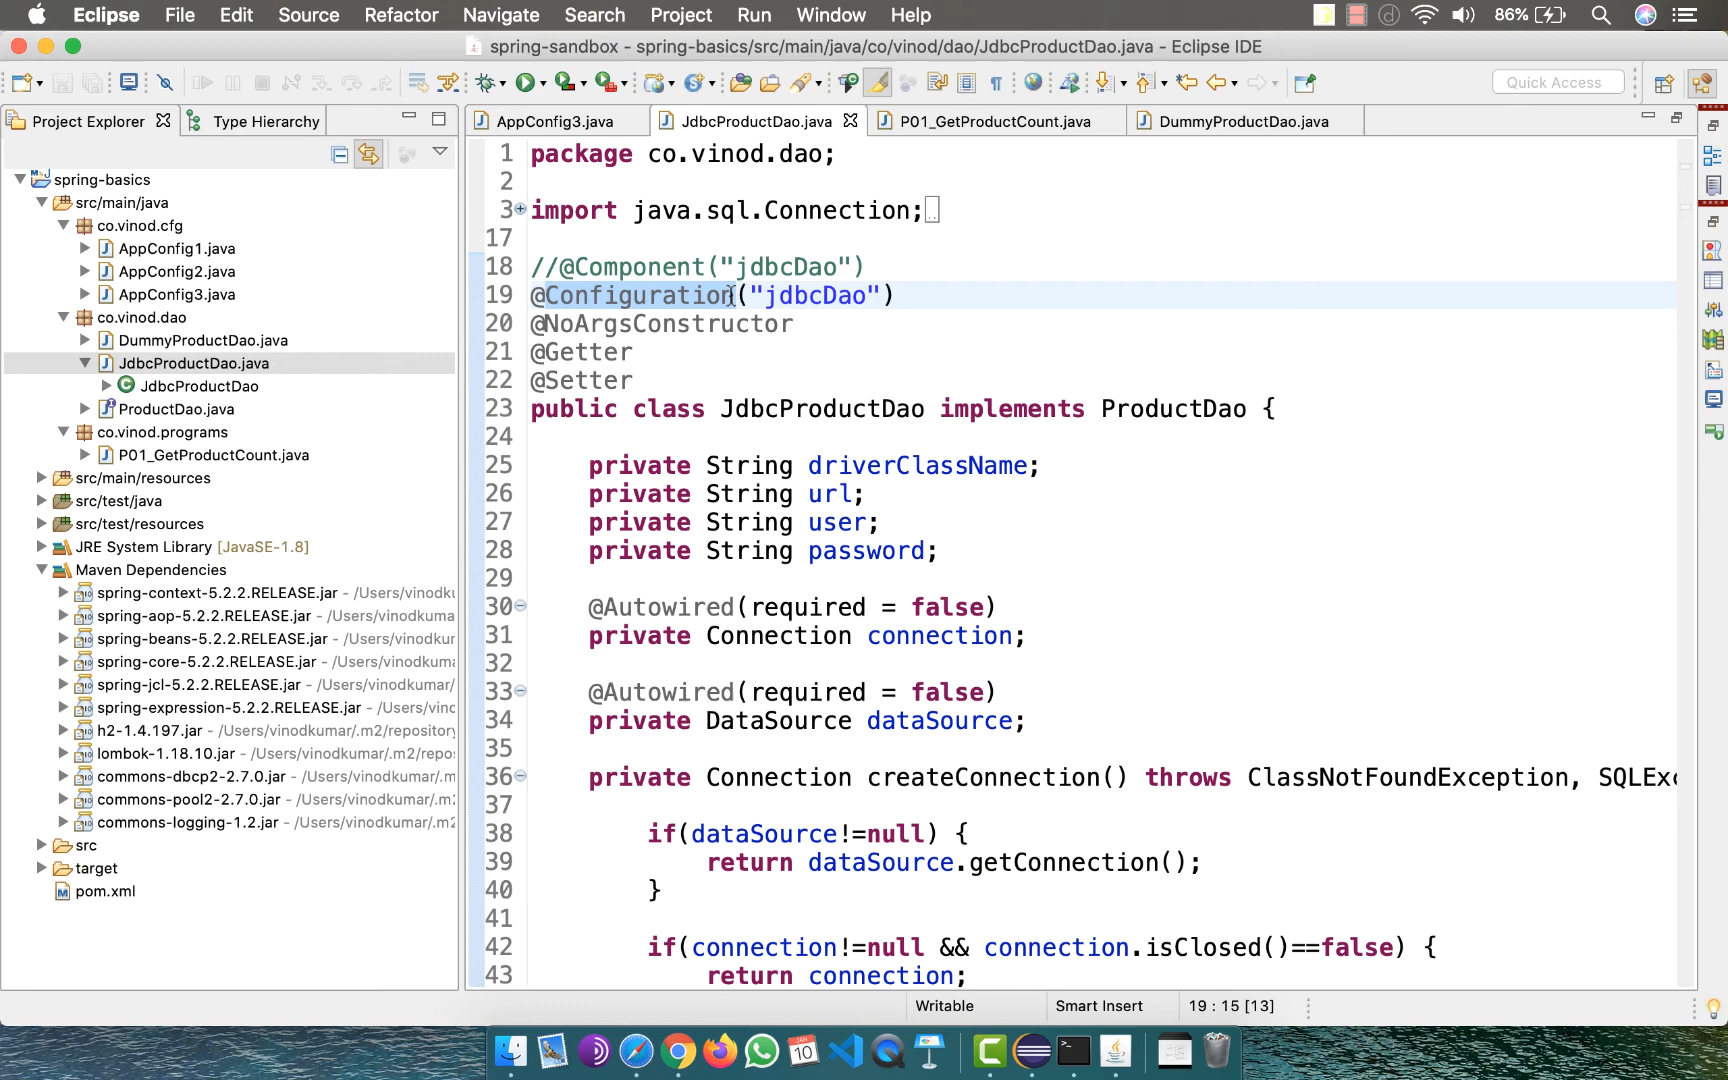 Eclipse File Edit Source Refactor Navigate Search Project Run Window Help 86%
spring-sandbox - spring-basics/src/main/java/co/vinod/dao/JdbcProductDao.java - Eclipse IDE
Quick Access
Project Explorer Type Hierarchy
AppConfig3.java JdbcProductDao.java P01_GetProductCount.java DummyProductDao.java
spring-basics
src/main/java
co.vinod.cfg
AppConfig1.java
AppConfig2.java
AppConfig3.java
co.vinod.dao
DummyProductDao.java
JdbcProductDao.java
JdbcProductDao
ProductDao.java
co.vinod.programs
P01_GetProductCount.java
src/main/resources
src/test/java
src/test/resources
JRE System Library [JavaSE-1.8]
Maven Dependencies
spring-context-5.2.2.RELEASE.jar - /Users/vinodku
spring-aop-5.2.2.RELEASE.jar - /Users/vinodkuma
spring-beans-5.2.2.RELEASE.jar - /Users/vinodkur
spring-core-5.2.2.RELEASE.jar - /Users/vinodkuma
spring-jcl-5.2.2.RELEASE.jar - /Users/vinodkumar/
spring-expression-5.2.2.RELEASE.jar - /Users/vinc
h2-1.4.197.jar - /Users/vinodkumar/.m2/repository
lombok-1.18.10.jar - /Users/vinodkumar/.m2/repo
commons-dbcp2-2.7.0.jar - /Users/vinodkumar/.m
commons-pool2-2.7.0.jar - /Users/vinodkumar/.m2
commons-logging-1.2.jar - /Users/vinodkumar/.m2
src
target
pom.xml
1 package co.vinod.dao;
2
3 import java.sql.Connection;
17
18 //@Component("jdbcDao")
19 @Configuration("jdbcDao")
20 @NoArgsConstructor
21 @Getter
22 @Setter
23 public class JdbcProductDao implements ProductDao {
24
25 private String driverClassName;
26 private String url;
27 private String user;
28 private String password;
29
30 @Autowired(required = false)
31 private Connection connection;
32
33 @Autowired(required = false)
34 private DataSource dataSource;
35
36 private Connection createConnection() throws ClassNotFoundException, SQLEx
37
38 if(dataSource!=null) {
39 return dataSource.getConnection();
40 }
41
42 if(connection!=null && connection.isClosed()==false) {
43 return connection;
Writable Smart Insert 19 : 15 [13]
JAN
10